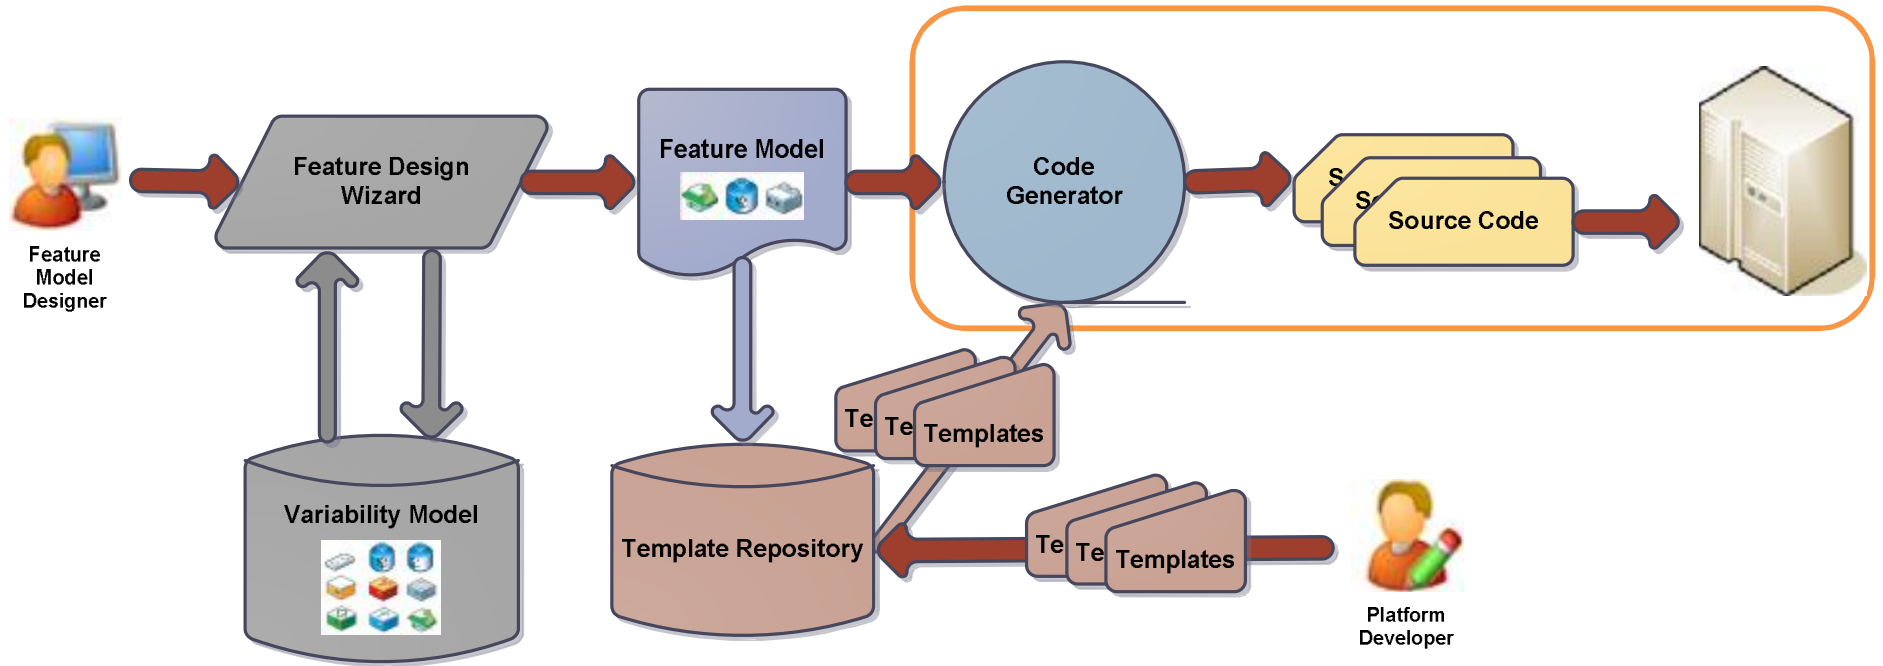 Feature
Model
Designer
Feature Design
Wizard
Feature Model
Code
Generator
S
S
Source Code
Variability Model
Template Repository
Te
Te
Templates
Te
Te
Templates
Platform
Developer